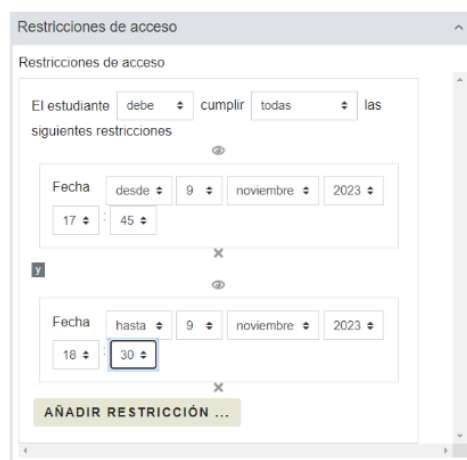 Restricciones de acceso
Restricciones de acceso
El estudiante debe cumplir todas las
siguientes restricciones
Fecha desde 9 noviembre 2023
17 : 45
y
Fecha hasta 9 noviembre 2023
18 : 30
AÑADIR RESTRICCIÓN ...